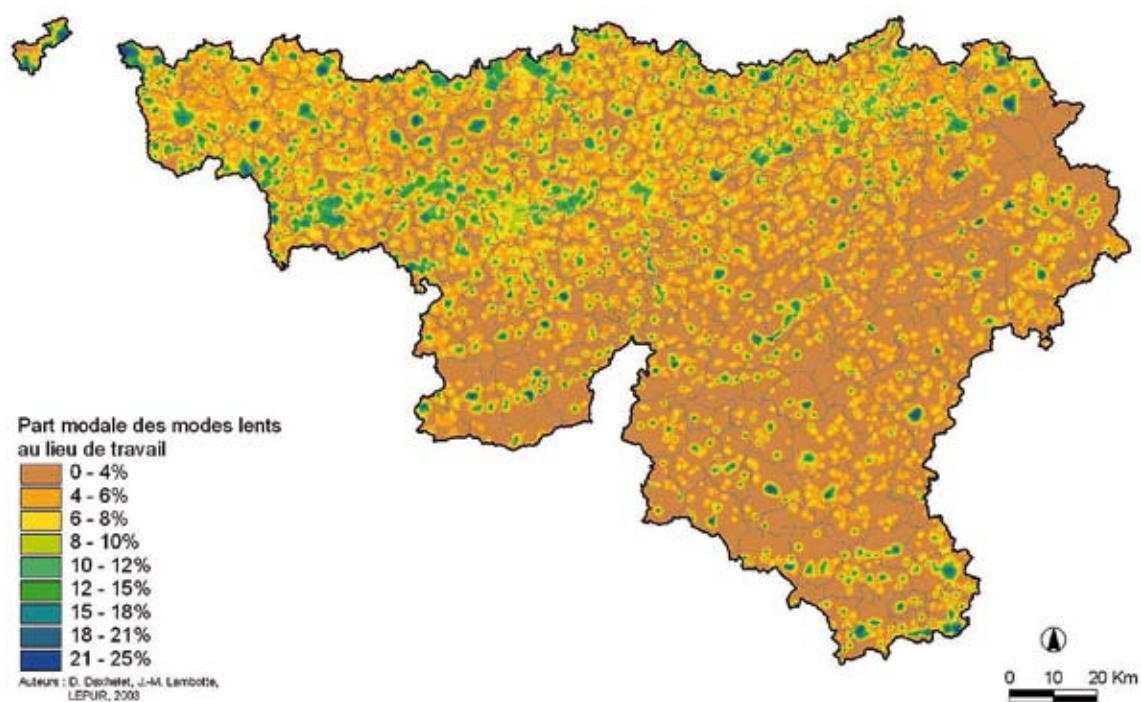 Part modale des modes lents
au lieu de travail
0 - 4%
4 - 6%
6 - 8%
8 - 10%
10 - 12%
12 - 15%
15 - 18%
18 - 21%
21 - 25%
Auteurs : D. J.-M. Lambotte,
LEPUR, 2003
0 10 20 Km